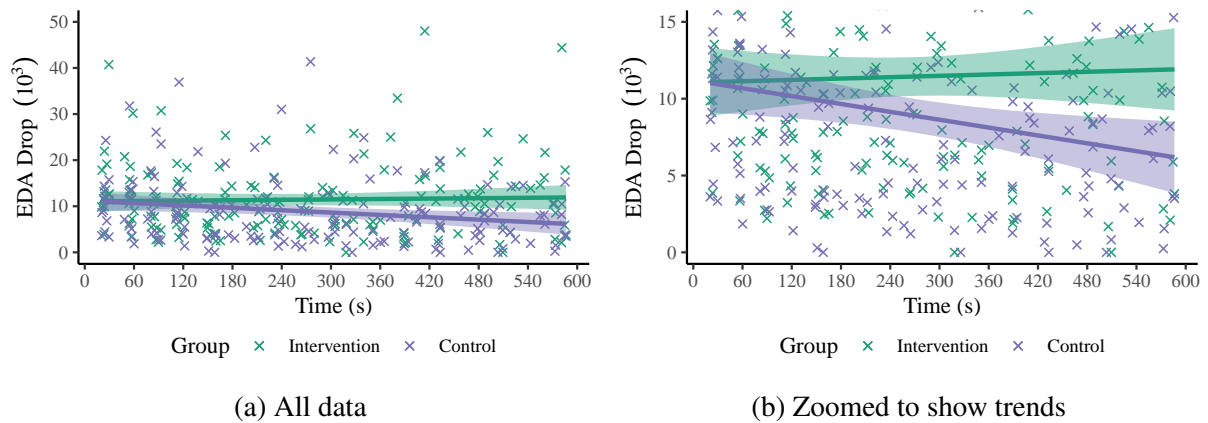 EDA Drop (10³)
50
40
30
20
10
0
0 60 120 180 240 300 360 420 480 540 600
Time (s)
Group × Intervention × Control
(a) All data
EDA Drop (10³)
15
10
5
0
0 60 120 180 240 300 360 420 480 540 600
Time (s)
Group × Intervention × Control
(b) Zoomed to show trends